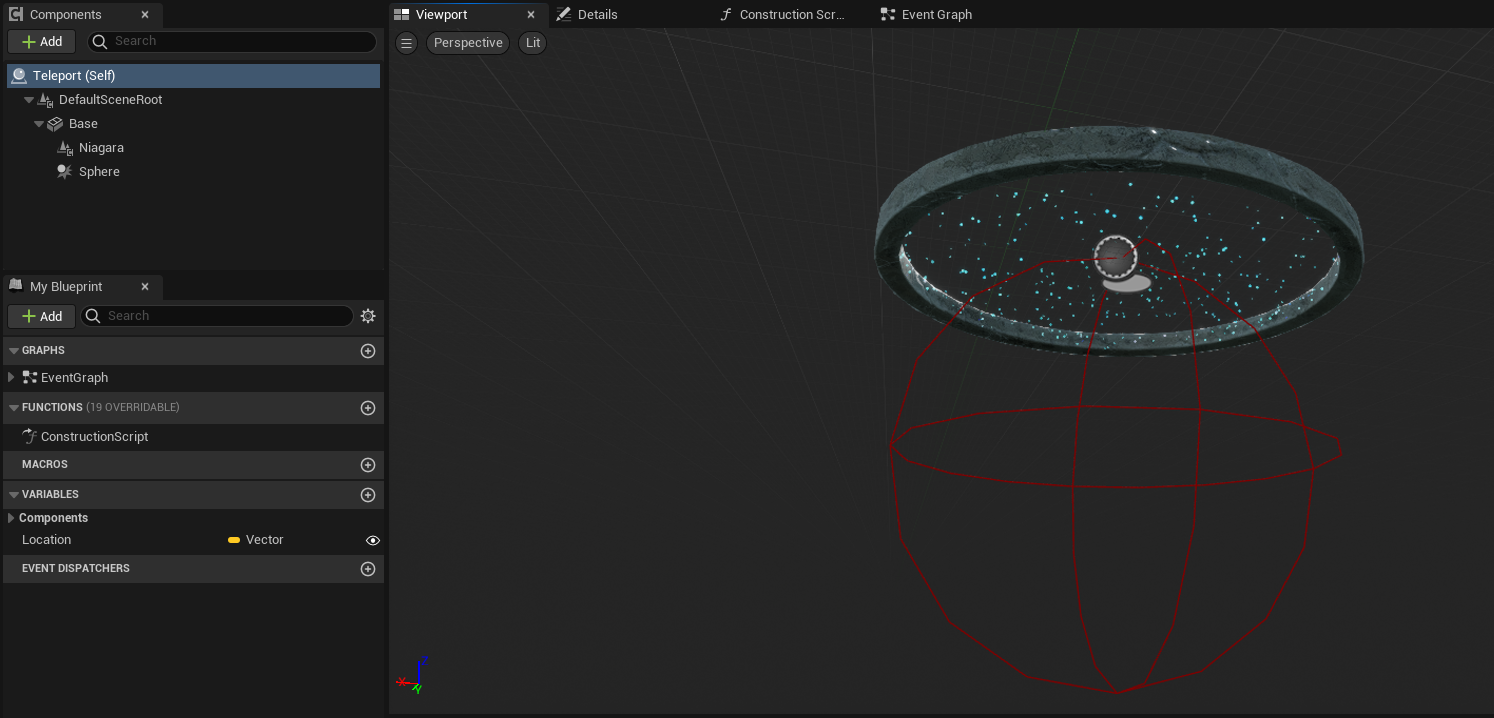 Components
Add
Search
Teleport (Self)
DefaultSceneRoot
Base
Niagara
Sphere
My Blueprint
Add
Search
GRAPHS
EventGraph
FUNCTIONS (19 OVERRIDABLE)
ConstructionScript
MACROS
VARIABLES
Components
Location Vector
EVENT DISPATCHERS
Viewport Details Construction Scr... Event Graph
Perspective Lit
Z
X
Y